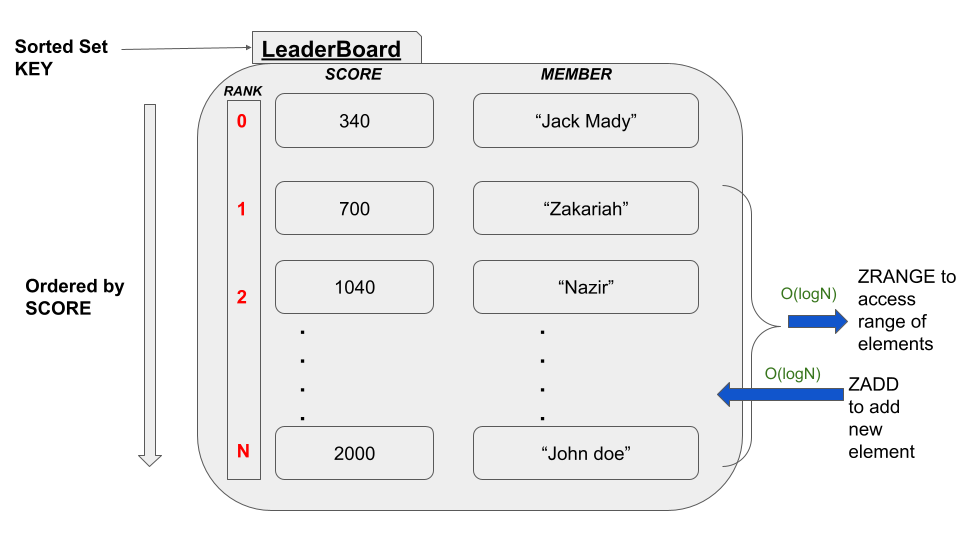 Sorted Set
KEY
LeaderBoard
SCORE
MEMBER
RANK
0
340
“Jack Mady”
1
700
“Zakariah”
Ordered by
SCORE
2
1040
“Nazir”
O(logN)
ZRANGE to
access
range of
elements
O(logN)
ZADD
to add
new
element
N
2000
“John doe”